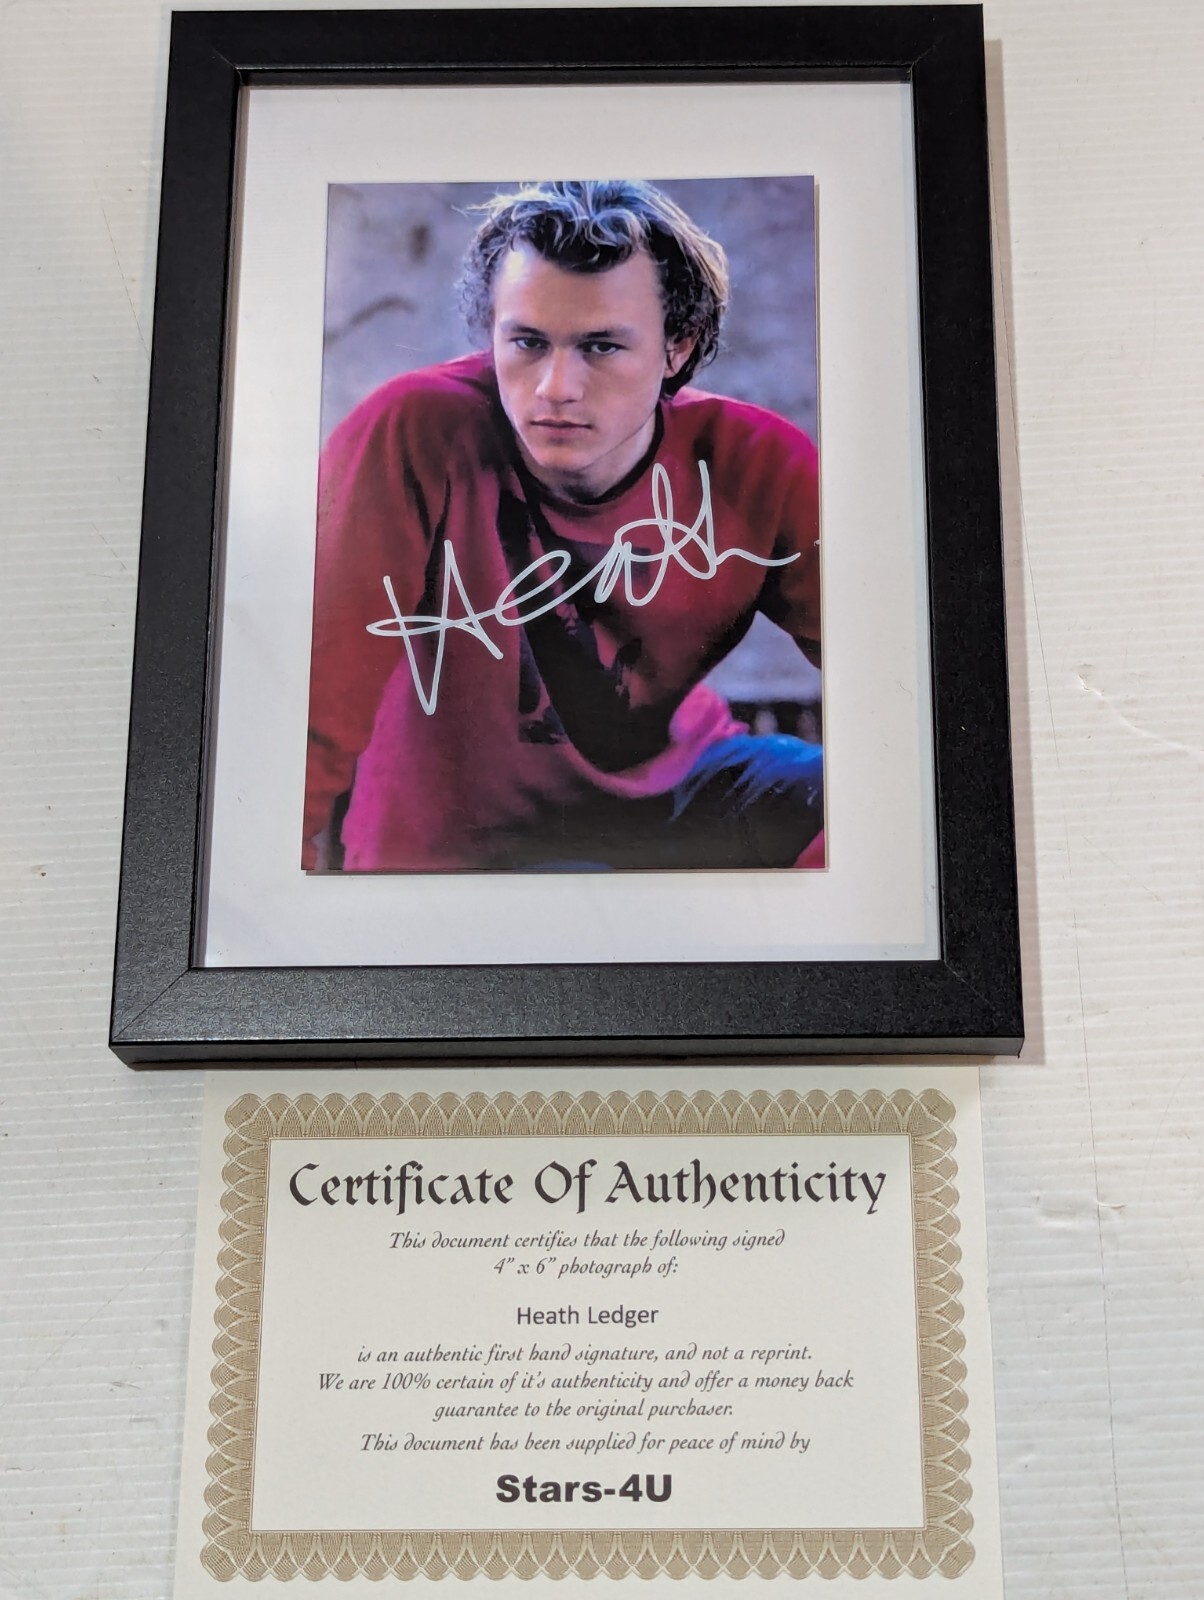 Heath
Certificate Of Authenticity
This document certifies that the following signed
4" x 6" photograph of:
Heath Ledger
is an authentic first hand signature, and not a reprint.
We are 100% certain of it's authenticity and offer a money back
guarantee to the original purchaser.
This document has been supplied for peace of mind by
Stars-4U